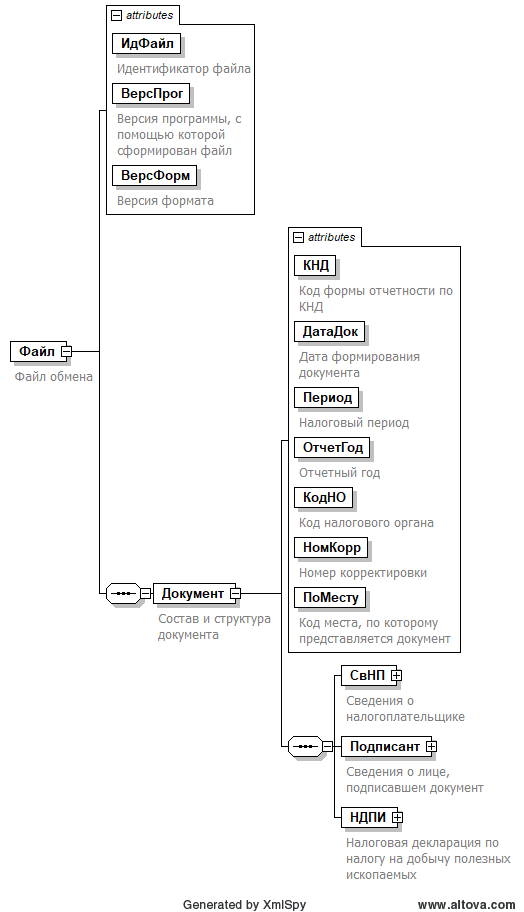 attributes
ИдФайл
Идентификатор файла
ВерсПрог
Версия программы, с
помощью которой
сформирован файл
ВерсФорм
Версия формата
Файл
Файл обмена
Документ
Состав и структура
документа
attributes
КНД
Код формы отчетности по
КНД
ДатаДок
Дата формирования
документа
Период
Налоговый период
ОтчетГод
Отчетный год
КодНО
Код налогового органа
НомКорр
Номер корректировки
ПоМесту
Код места, по которому
представляется документ
СвНП
Сведения о
налогоплательщике
Подписант
Сведения о лице,
подписавшем документ
НДПИ
Налоговая декларация по
налогу на добычу полезных
ископаемых
Generated by XmlSpy
www.altova.com